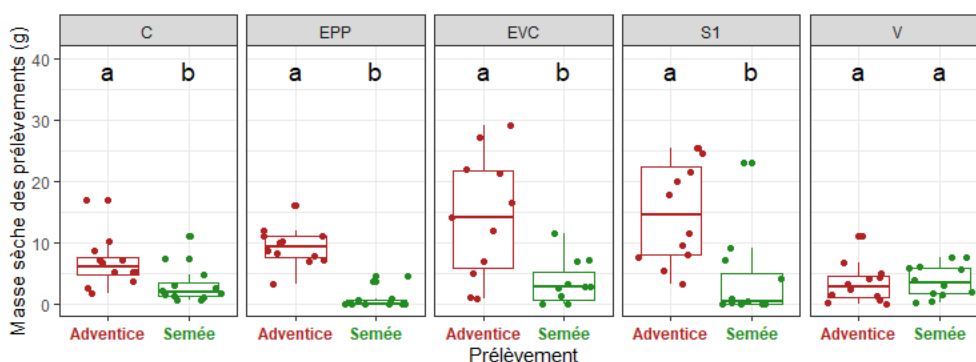 C EPP EVC S1 V
Masse sèche des prélèvements (g)
40
30
20
10
0
a b a b a b a b a a
Adventice Semée Adventice Semée Adventice Semée Adventice Semée Adventice Semée
Prélèvement